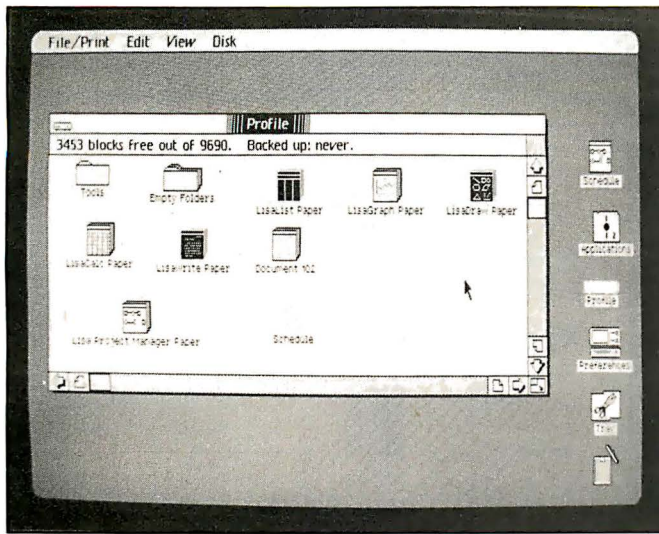 File/Print Edit View Disk
Profile
3453 blocks free out of 9690. Backed up: never.
Tools
Empty Folders
LisaList Paper
LisaGraph Paper
LisaDraw Paper
LisaCalc Paper
LisaWrite Paper
Document 102
Lisa Project Manager Paper
Schedule
Schedule
Applications
Profile
Preferences